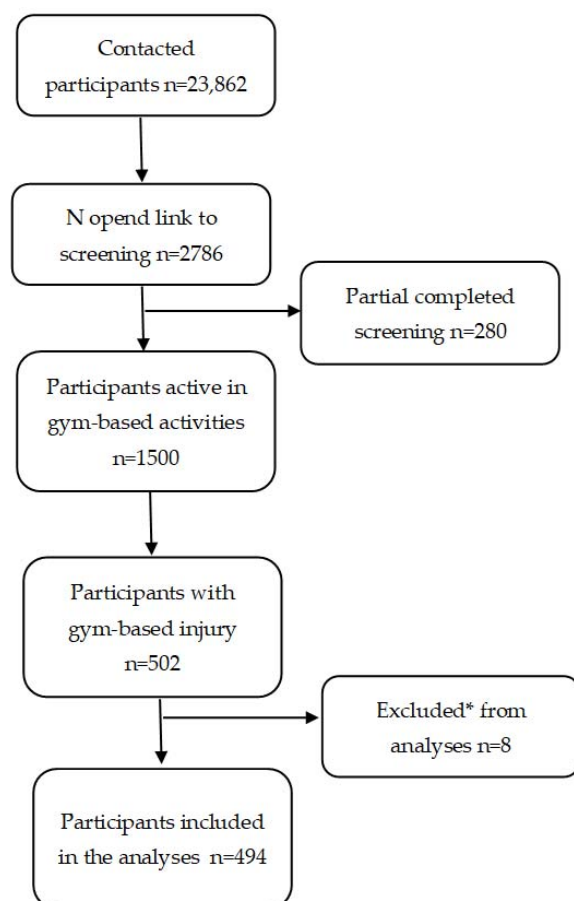 Contacted
participants n=23,862
N opend link to
screening n=2786
Partial completed
screening n=280
Participants active in
gym-based activities
n=1500
Participants with
gym-based injury
n=502
Excluded* from
analyses n=8
Participants included
in the analyses n=494